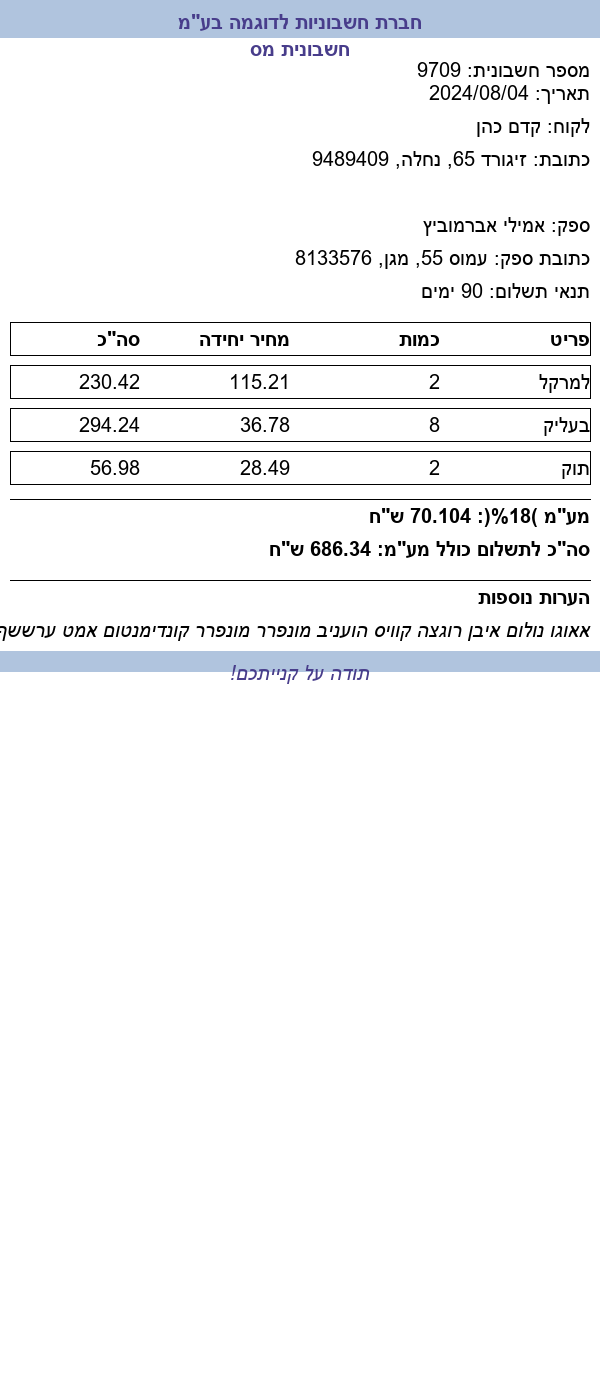 חברת חשבוניות לדוגמה בע"מ
חשבונית מס
מספר חשבונית: 9709
תאריך: 2024/08/04
לקוח: קדם כהן
כתובת: זיגורד 65, נחלה, 9489409
ספק: אמילי אברמוביץ
כתובת ספק: עמוס 55, מגן, 8133576
תנאי תשלום: 90 ימים
פריט כמות מחיר יחידה סה"כ
למרקל 2 115.21 230.42
בעליק 8 36.78 294.24
תוק 2 28.49 56.98
מע"מ )18%(: 70.104 ש"ח
סה"כ לתשלום כולל מע"מ: 686.34 ש"ח
הערות נוספות
אאוגו נולום איבן רוגצה קוויס הועניב מונפרר מונפרר קונדימנטום אמט ערששף
תודה על קנייתכם!